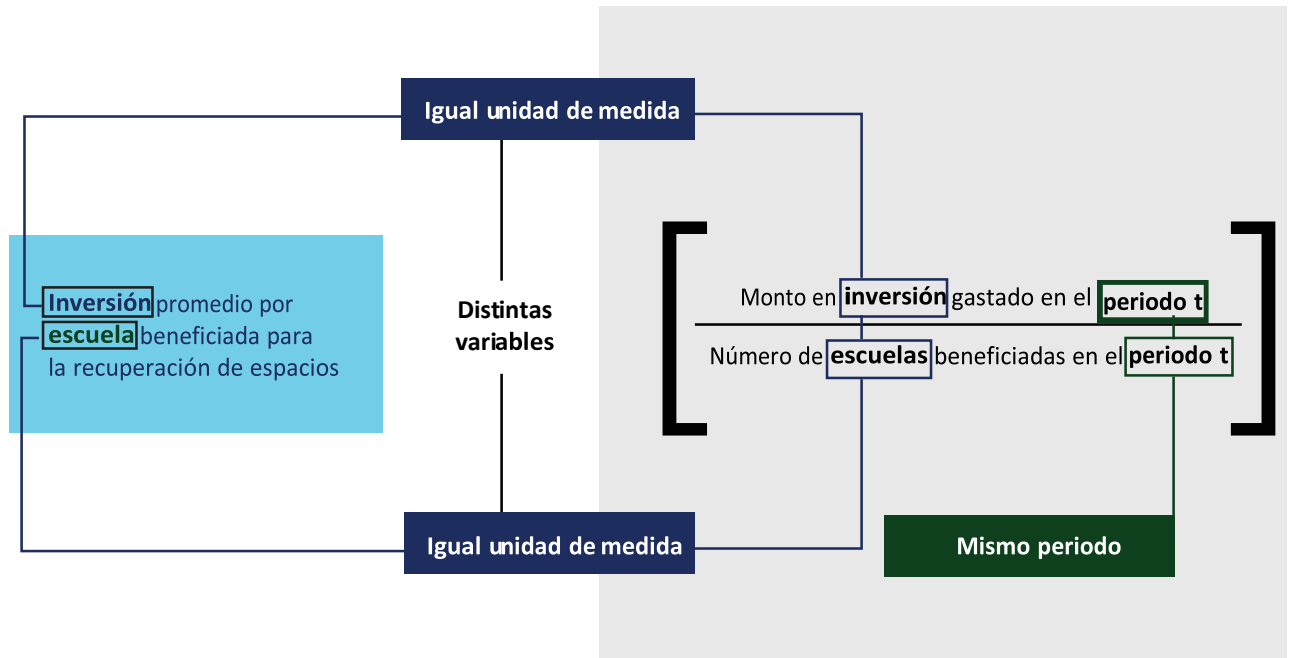 Igual unidad de medida
Inversión promedio por
escuela beneficiada para
la recuperación de espacios
Distintas
variables
Monto en inversión gastado en el periodo t
Número de escuelas beneficiadas en el periodo t
Igual unidad de medida
Mismo periodo